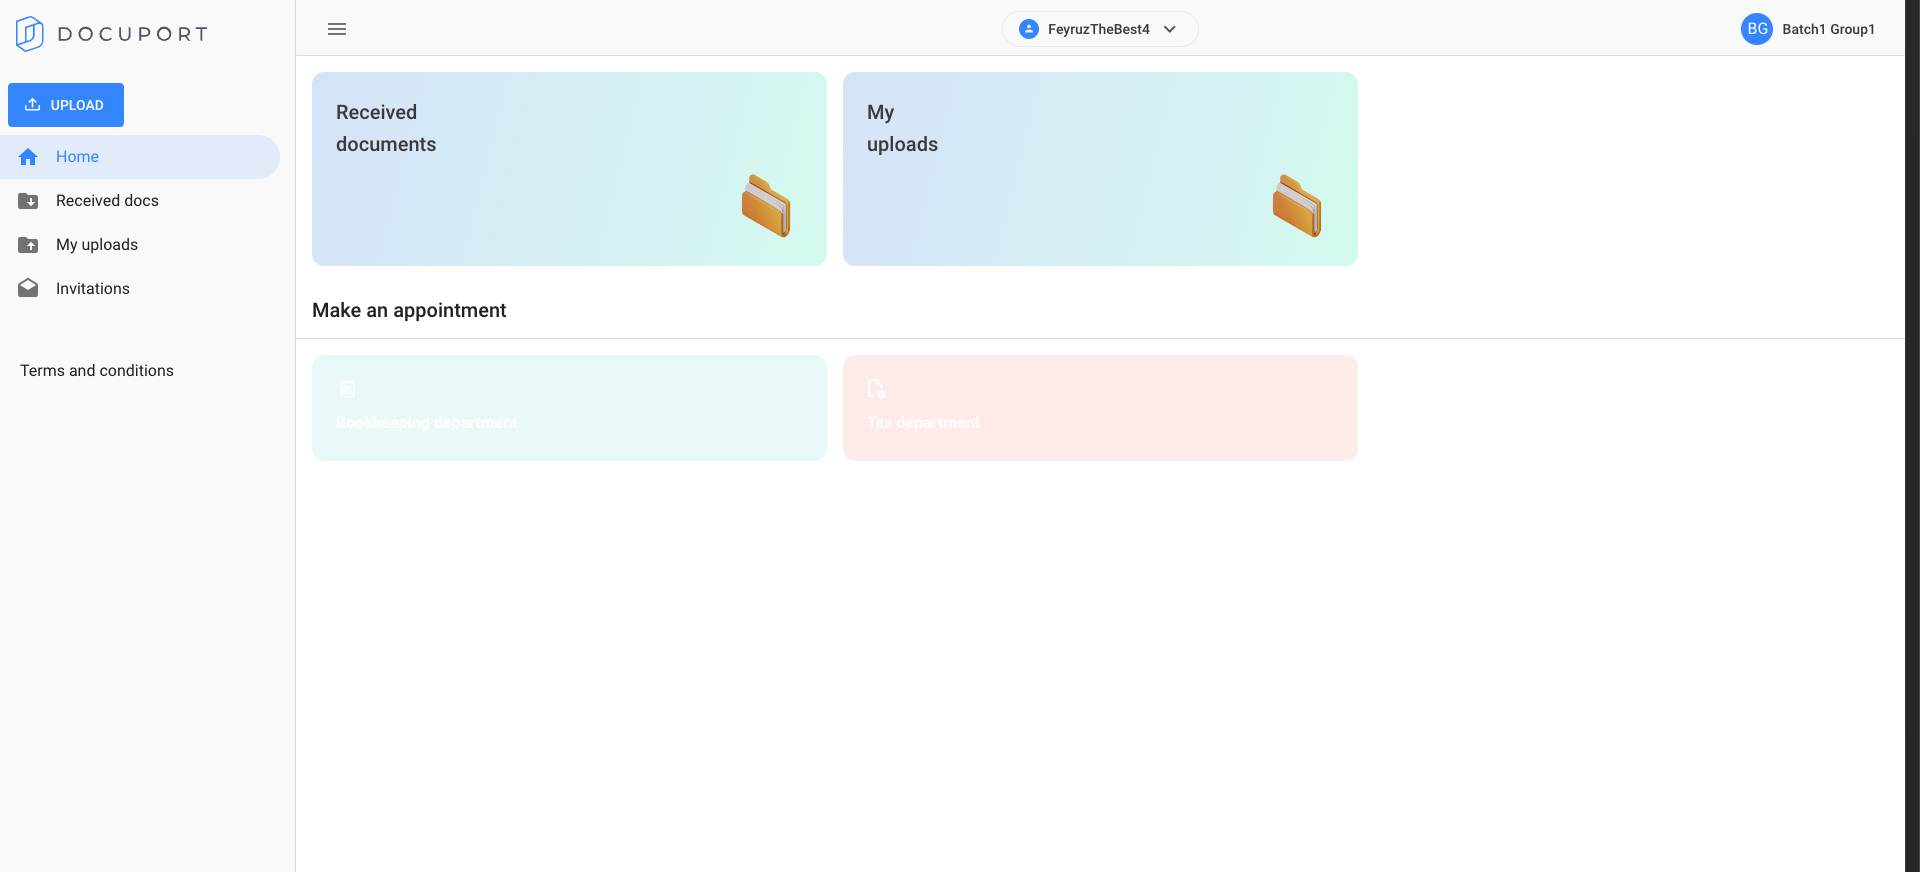 DOCUPORT
FeyruzTheBest4
BG Batch1 Group1
UPLOAD
Home
Received docs
My uploads
Invitations
Terms and conditions
Received
documents
My
uploads
Make an appointment
Bookkeeping department
Tax department